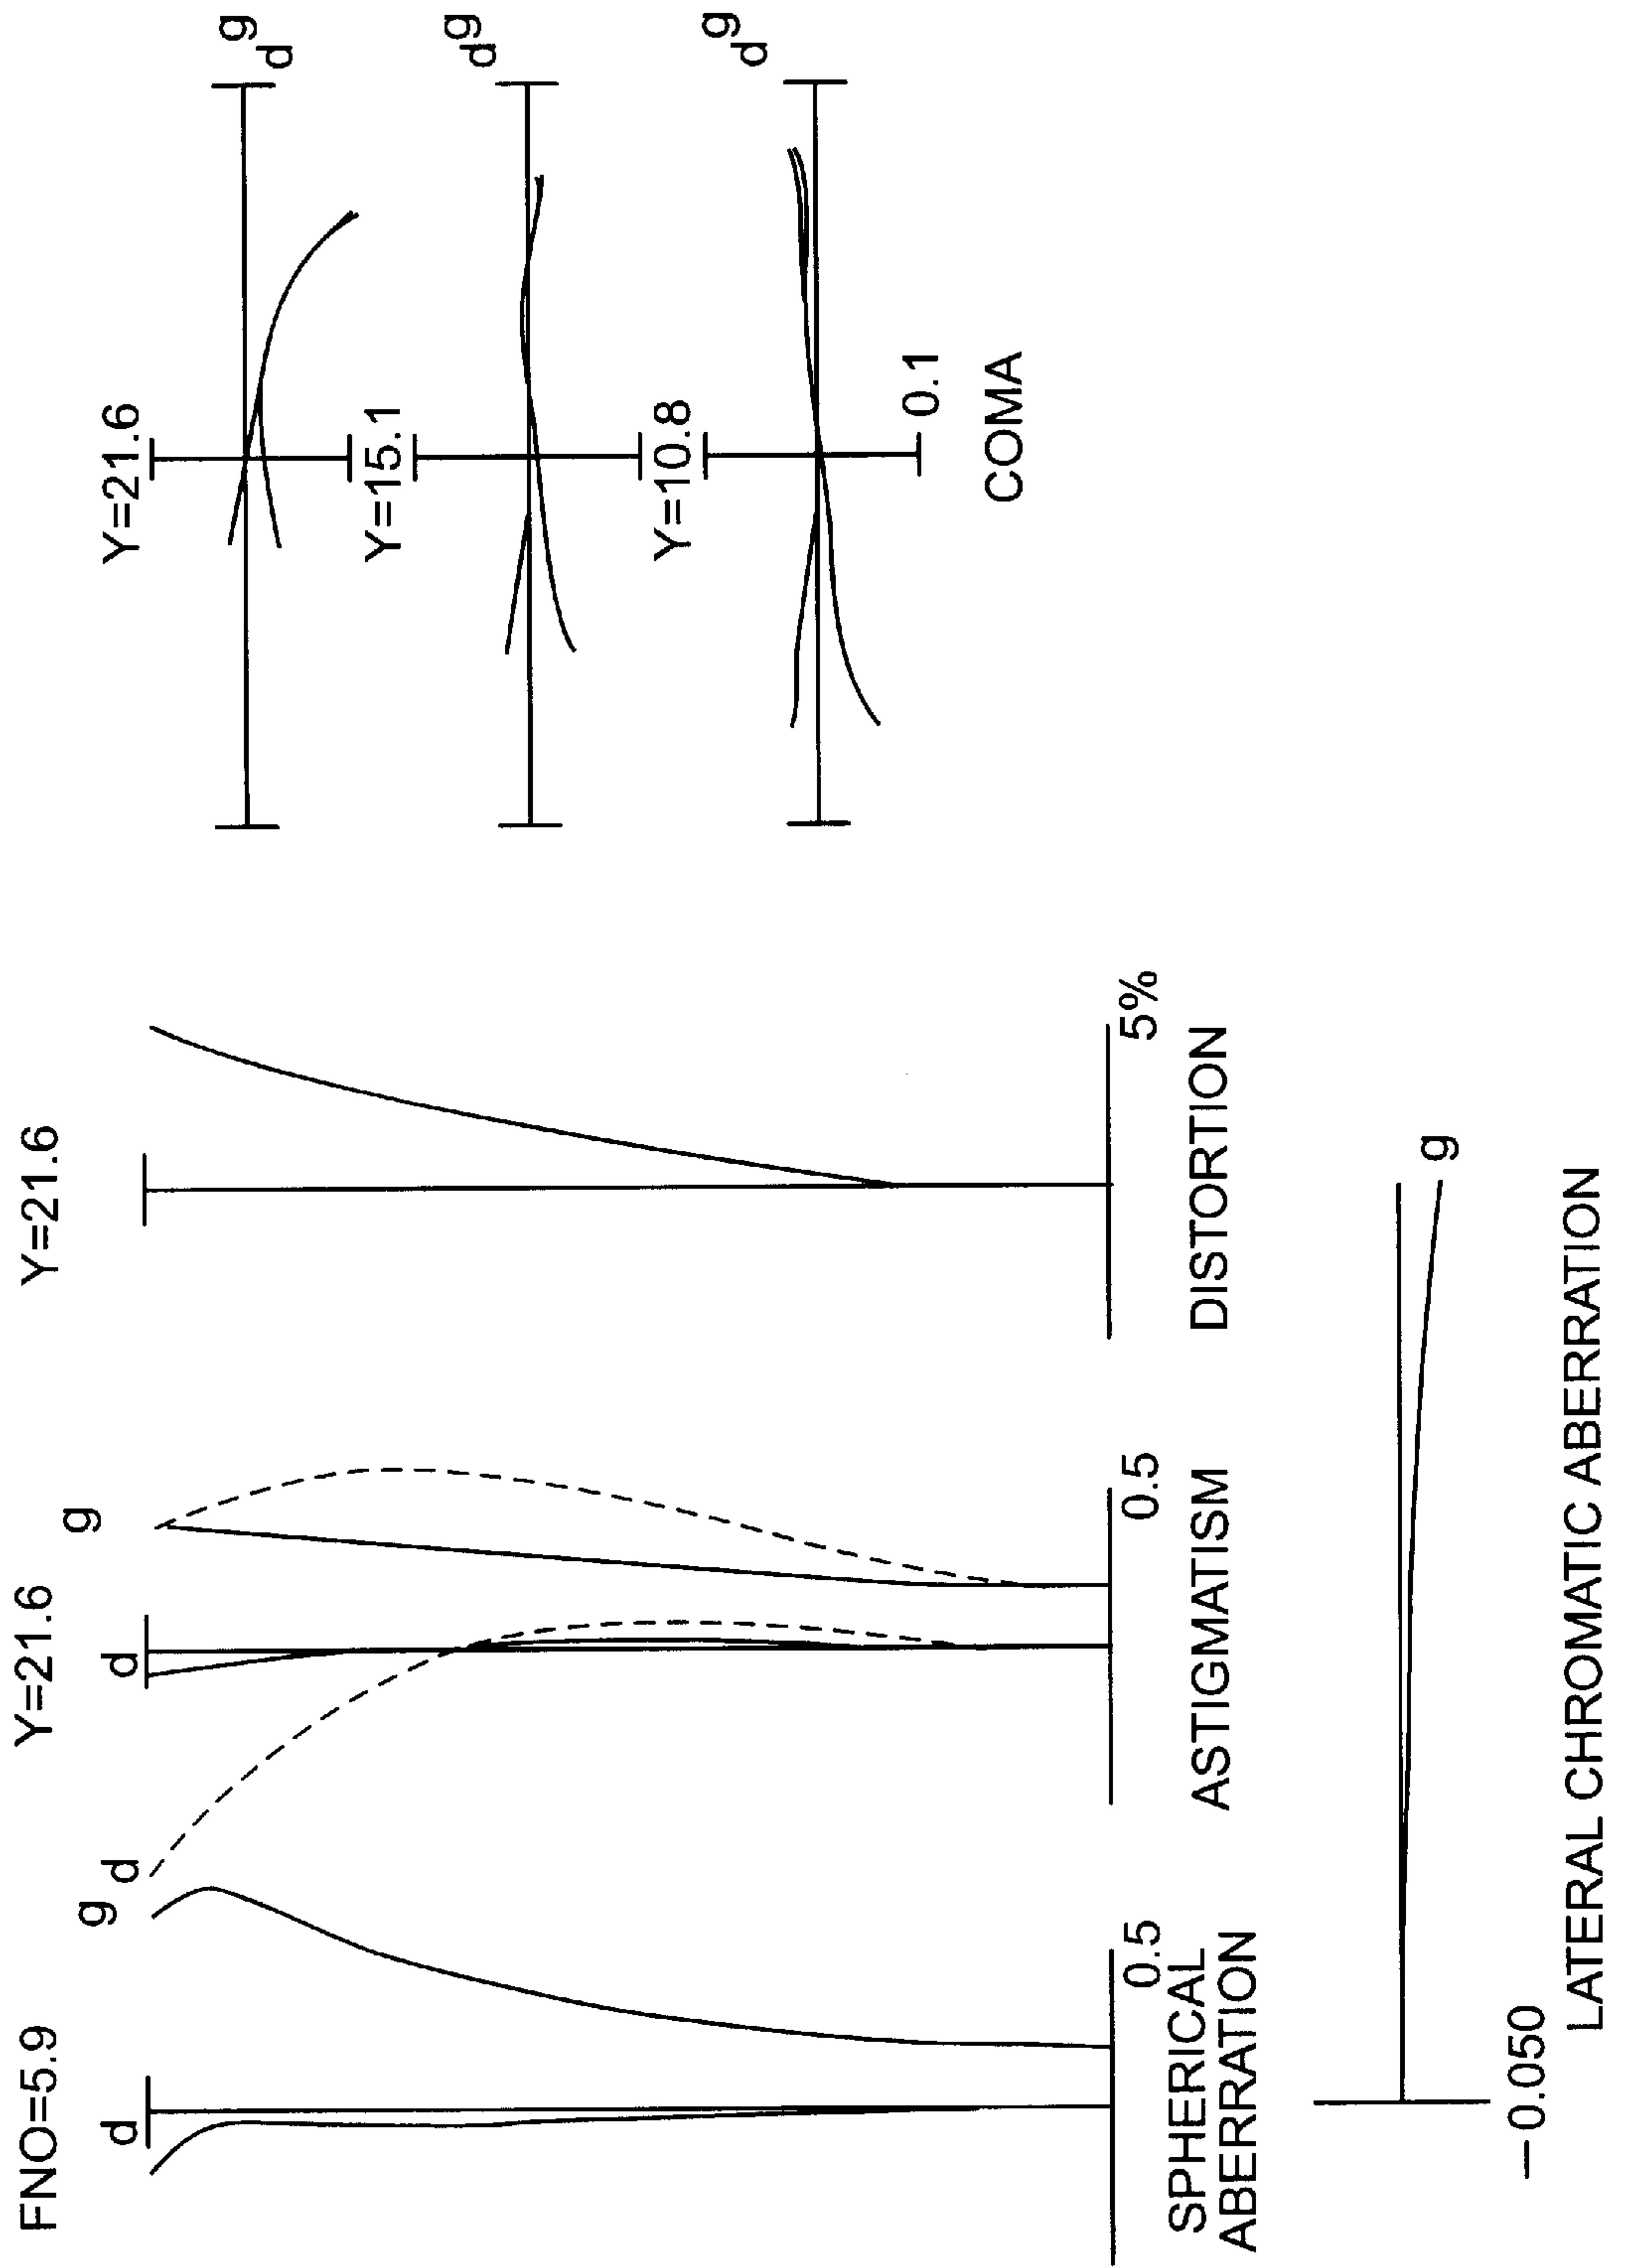 FNO=5.9
d
g
SPHERICAL
ABERRATION
0.5
Y=21.6
d
d
g
ASTIGMATISM
0.5
Y=21.6
DISTORTION
5%
Y=21.6
g
d
Y=15.1
g
d
Y=10.8
g
d
0.1
COMA
g
−0.050
LATERAL CHROMATIC ABERRATION